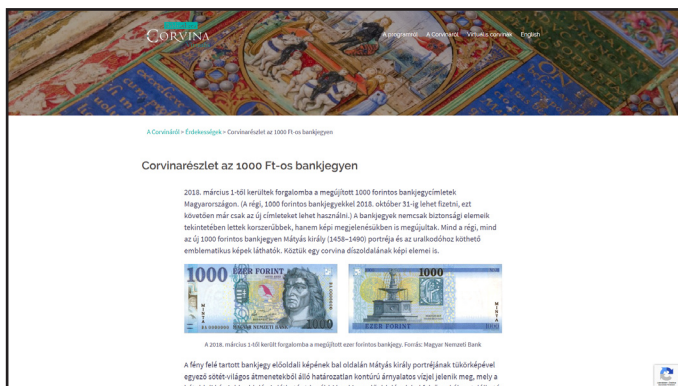 CORVINA
A programról A Corvináról Virtuális corvinák English
A Corvináról > Érdekességek > Corvinarészlet az 1000 Ft-os bankjegyen
Corvinarészlet az 1000 Ft-os bankjegyen
2018. március 1-től kerültek forgalomba a megújított 1000 forintos bankjegycímletek
Magyarországon. (A régi, 1000 forintos bankjegyekkel 2018. október 31-ig lehet fizetni, ezt
követően már csak az új címleteket lehet használni.) A bankjegyek nemcsak biztonsági elemeik
tekintetében lettek korszerűbbek, hanem képi megjelenésükben is megújultak. Mind a régi, mind
az új 1000 forintos bankjegyen Mátyás király (1458–1490) portréja és az uralkodóhoz köthető
emblematikus képek láthatók. Köztük egy corvina díszoldalának képi elemei is.
1000 EZER FORINT
MINTA
MAGYAR NEMZETI BANK
1000
1000
MINTA
EZER FORINT
1000
A 2018. március 1-től került forgalomba a megújított ezer forintos bankjegy. Forrás: Magyar Nemzeti Bank
A fény felé tartott bankjegy előoldali képének bal oldalán Mátyás király portréjának tükörképével
egyező sötét-világos átmenetekből álló határozatlan kontúrú árnyalatos vízjel jelenik meg, mely a